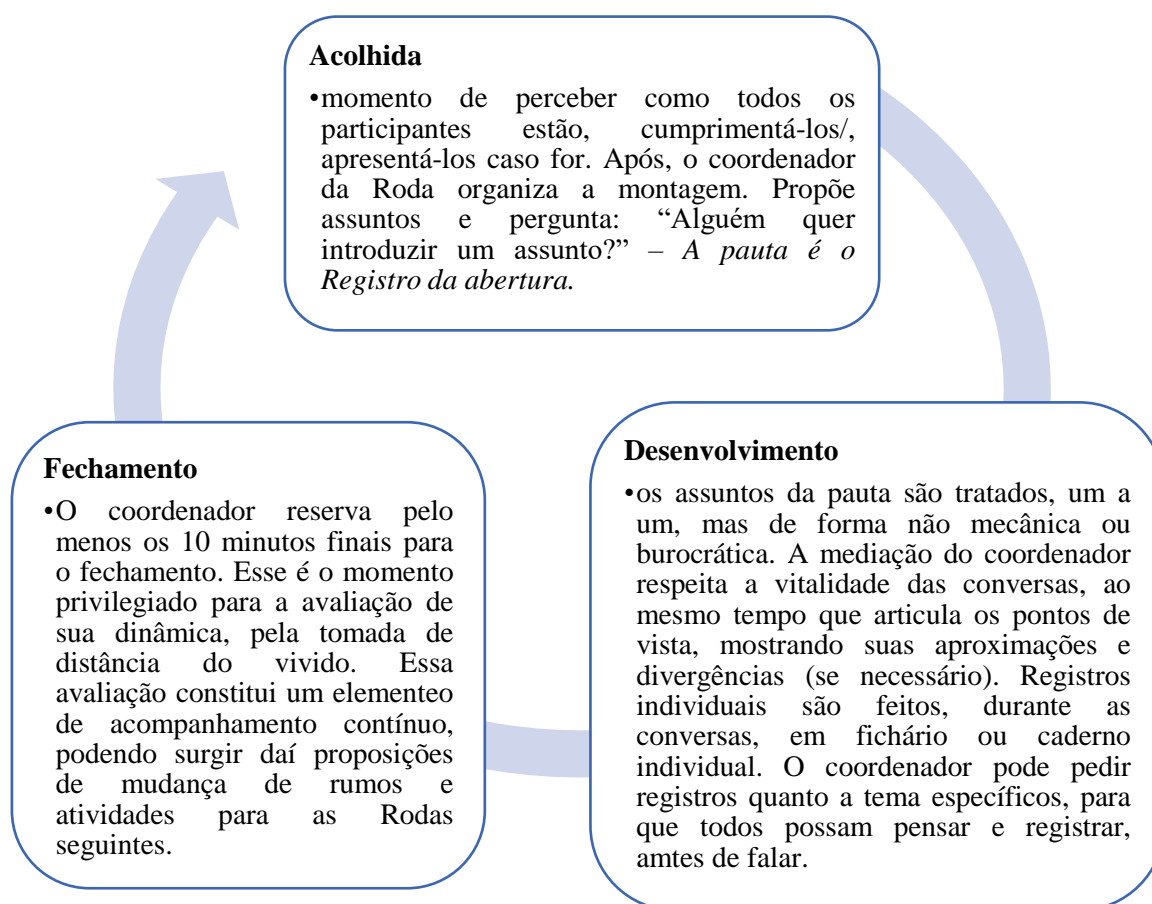 Acolhida
•momento de perceber como todos os
participantes estão, cumprimentá-los/,
apresentá-los caso for. Após, o coordenador
da Roda organiza a montagem. Propõe
assuntos e pergunta: “Alguém quer
introduzir um assunto?” – A pauta é o
Registro da abertura.
Desenvolvimento
•os assuntos da pauta são tratados, um a
um, mas de forma não mecânica ou
burocrática. A mediação do coordenador
respeita a vitalidade das conversas, ao
mesmo tempo que articula os pontos de
vista, mostrando suas aproximações e
divergências (se necessário). Registros
individuais são feitos, durante as
conversas, em fichário ou caderno
individual. O coordenador pode pedir
registros quanto a tema específicos, para
que todos possam pensar e registrar,
amtes de falar.
Fechamento
•O coordenador reserva pelo
menos os 10 minutos finais para
o fechamento. Esse é o momento
privilegiado para a avaliação de
sua dinâmica, pela tomada de
distância do vivido. Essa
avaliação constitui um elementeo
de acompanhamento contínuo,
podendo surgir daí proposições
de mudança de rumos e
atividades para as Rodas
seguintes.